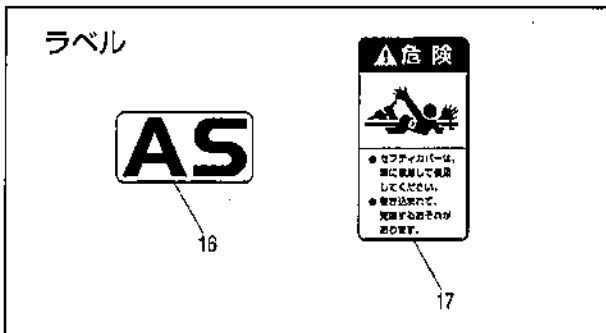 ラベル
危険
AS
● セフティカバーは、
常に装着して使用
してください。
● 巻き込まれて、
死傷するおそれが
あります。
16
17